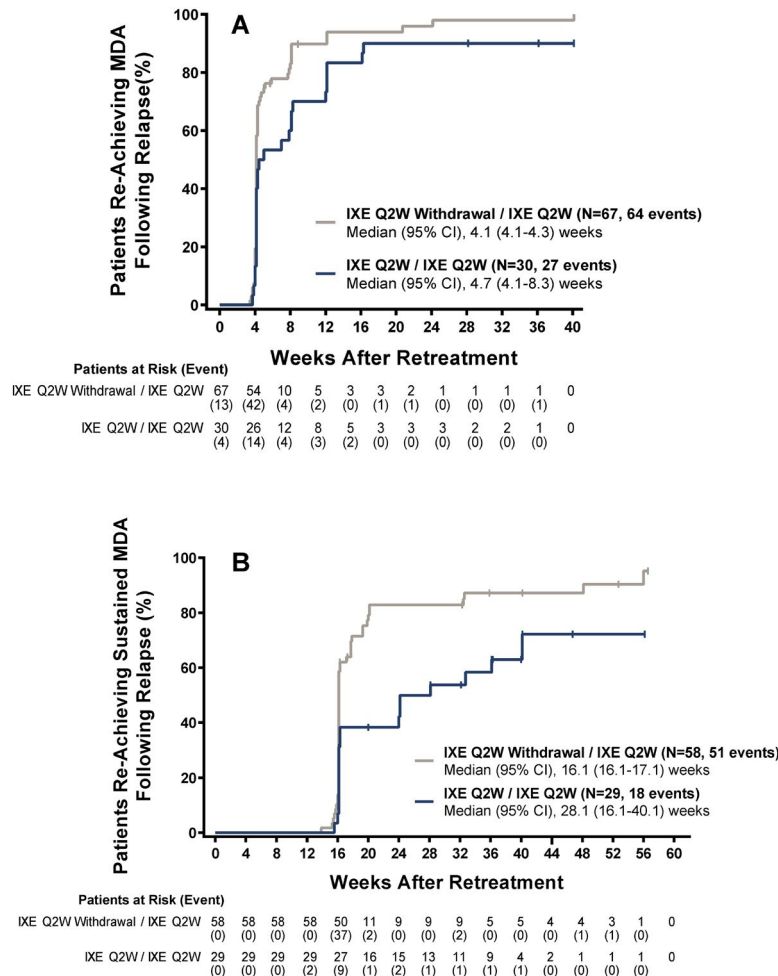 A
Patients Re-Achieving MDA
Following Relapse(%)
100
80
60
40
20
0
IXE Q2W Withdrawal / IXE Q2W (N=67, 64 events)
Median (95% CI), 4.1 (4.1-4.3) weeks
IXE Q2W / IXE Q2W (N=30, 27 events)
Median (95% CI), 4.7 (4.1-8.3) weeks
0 4 8 12 16 20 24 28 32 36 40
Weeks After Retreatment
Patients at Risk (Event)
IXE Q2W Withdrawal / IXE Q2W 67 54 10 5 3 3 2 1 1 1 1 0
(13) (42) (4) (2) (0) (1) (1) (0) (0) (0) (1)
IXE Q2W / IXE Q2W 30 26 12 8 5 3 3 3 2 2 1 0
(4) (14) (4) (3) (2) (0) (0) (0) (0) (0) (0)
B
Patients Re-Achieving Sustained MDA
Following Relapse (%)
100
80
60
40
20
0
IXE Q2W Withdrawal / IXE Q2W (N=58, 51 events)
Median (95% CI), 16.1 (16.1-17.1) weeks
IXE Q2W / IXE Q2W (N=29, 18 events)
Median (95% CI), 28.1 (16.1-40.1) weeks
0 4 8 12 16 20 24 28 32 36 40 44 48 52 56 60
Weeks After Retreatment
Patients at Risk (Event)
IXE Q2W Withdrawal / IXE Q2W 58 58 58 58 50 11 9 9 9 5 5 4 4 3 1 0
(0) (0) (0) (8) (37) (2) (0) (0) (2) (0) (0) (0) (1) (1) (0)
IXE Q2W / IXE Q2W 29 29 29 29 27 16 15 13 11 9 4 2 1 1 1 0
(0) (0) (0) (2) (9) (1) (2) (1) (1) (1) (1) (0) (0) (0) (0)